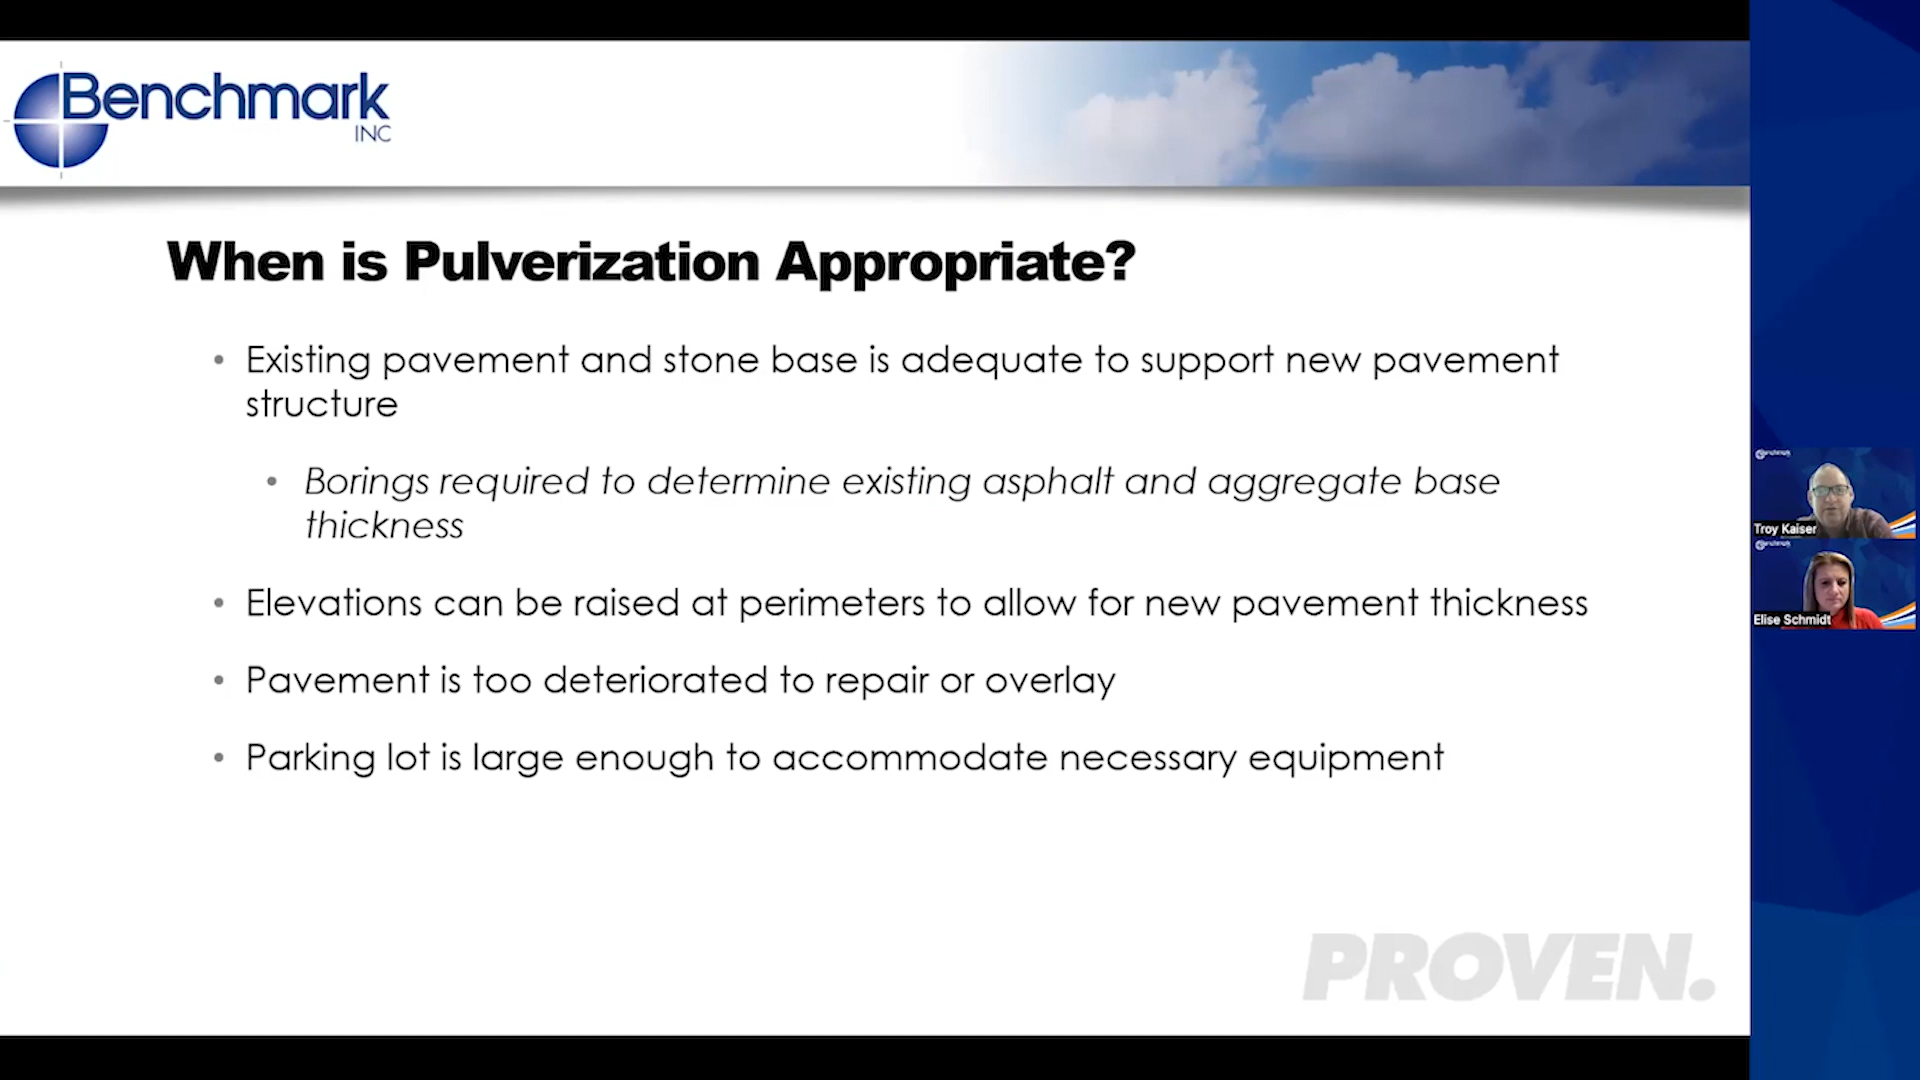 Benchmark
INC
When is Pulverization Appropriate?
• Existing pavement and stone base is adequate to support new pavement
structure
• Borings required to determine existing asphalt and aggregate base
thickness
• Elevations can be raised at perimeters to allow for new pavement thickness
• Pavement is too deteriorated to repair or overlay
• Parking lot is large enough to accommodate necessary equipment
PROVEN.
Troy Kaiser
Elise Schmidt